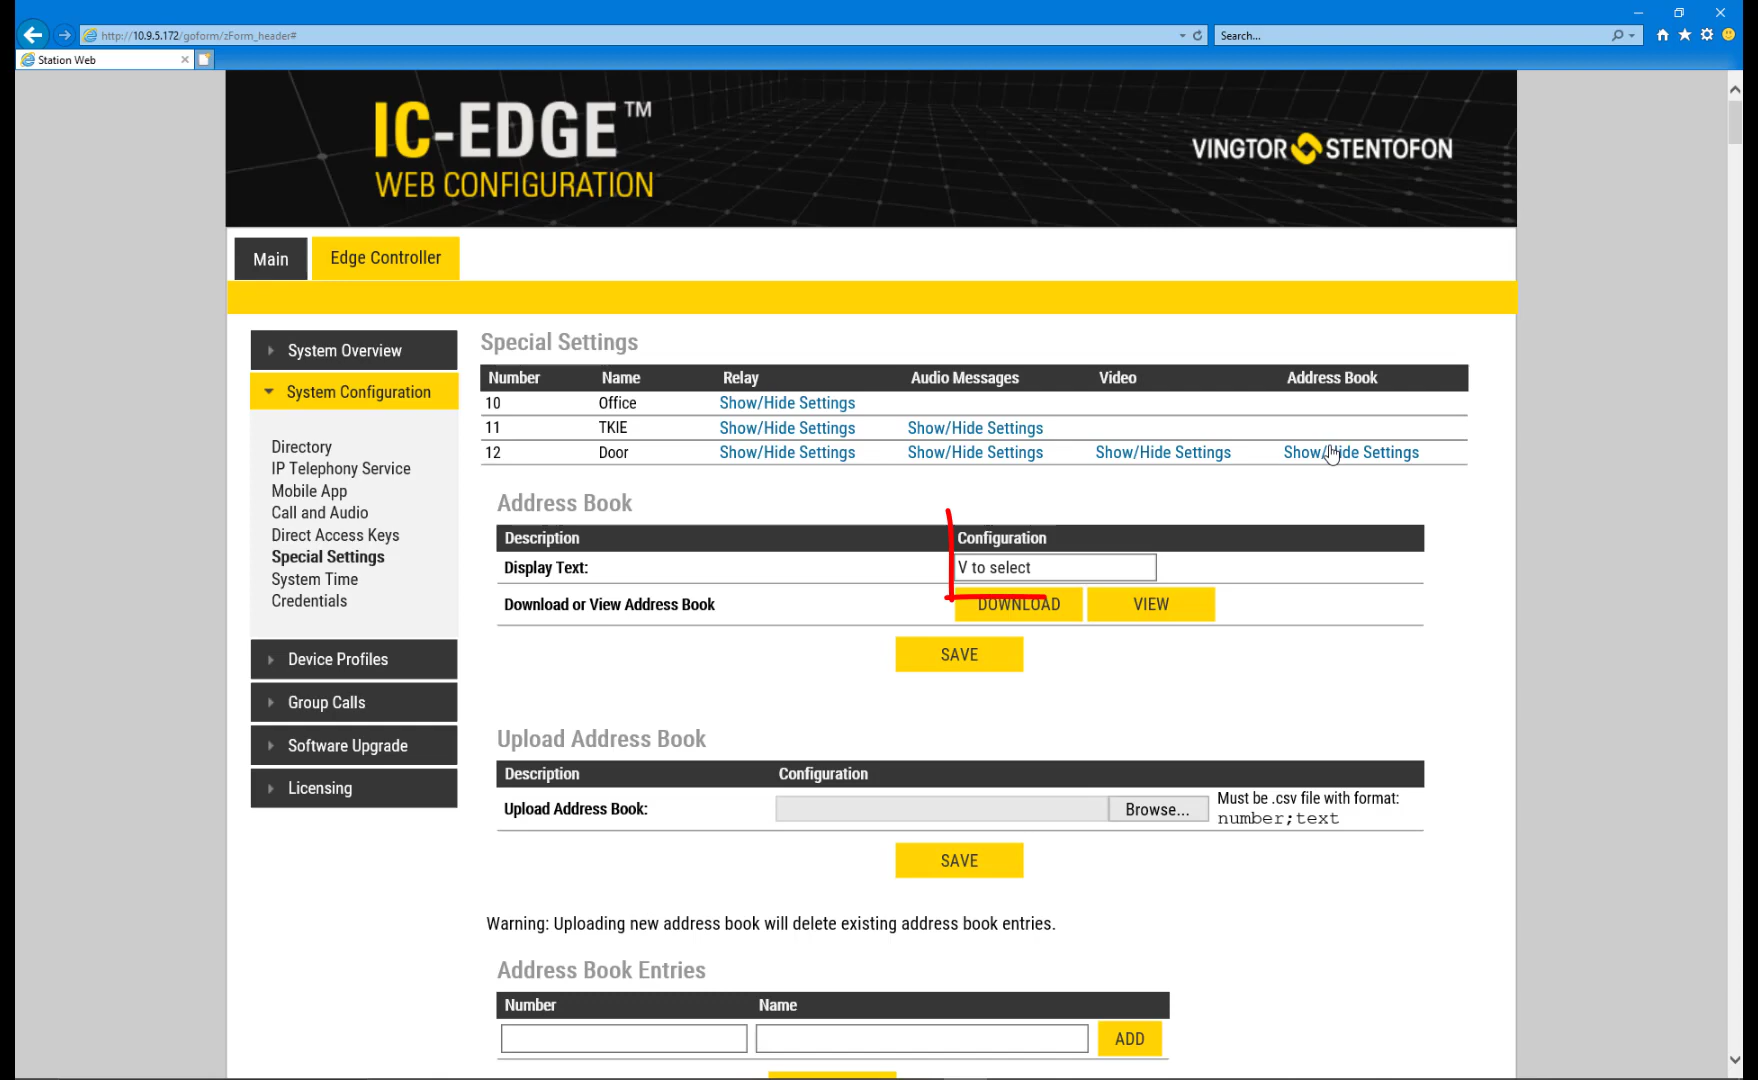 http://10.9.5.172/goform/zForm_header#
Search...
Station Web
IC-EDGE™
WEB CONFIGURATION
VINGTOR STENTOFON
Main
Edge Controller
System Overview
System Configuration
Directory
IP Telephony Service
Mobile App
Call and Audio
Direct Access Keys
Special Settings
System Time
Credentials
Device Profiles
Group Calls
Software Upgrade
Licensing
Special Settings
Number Name Relay Audio Messages Video Address Book
10 Office Show/Hide Settings
11 TKIE Show/Hide Settings Show/Hide Settings
12 Door Show/Hide Settings Show/Hide Settings Show/Hide Settings Show/Hide Settings
Address Book
Description Configuration
Display Text: V to select
Download or View Address Book DOWNLOAD VIEW
SAVE
Upload Address Book
Description Configuration
Upload Address Book: Browse... Must be .csv file with format:
number;text
SAVE
Warning: Uploading new address book will delete existing address book entries.
Address Book Entries
Number Name
ADD